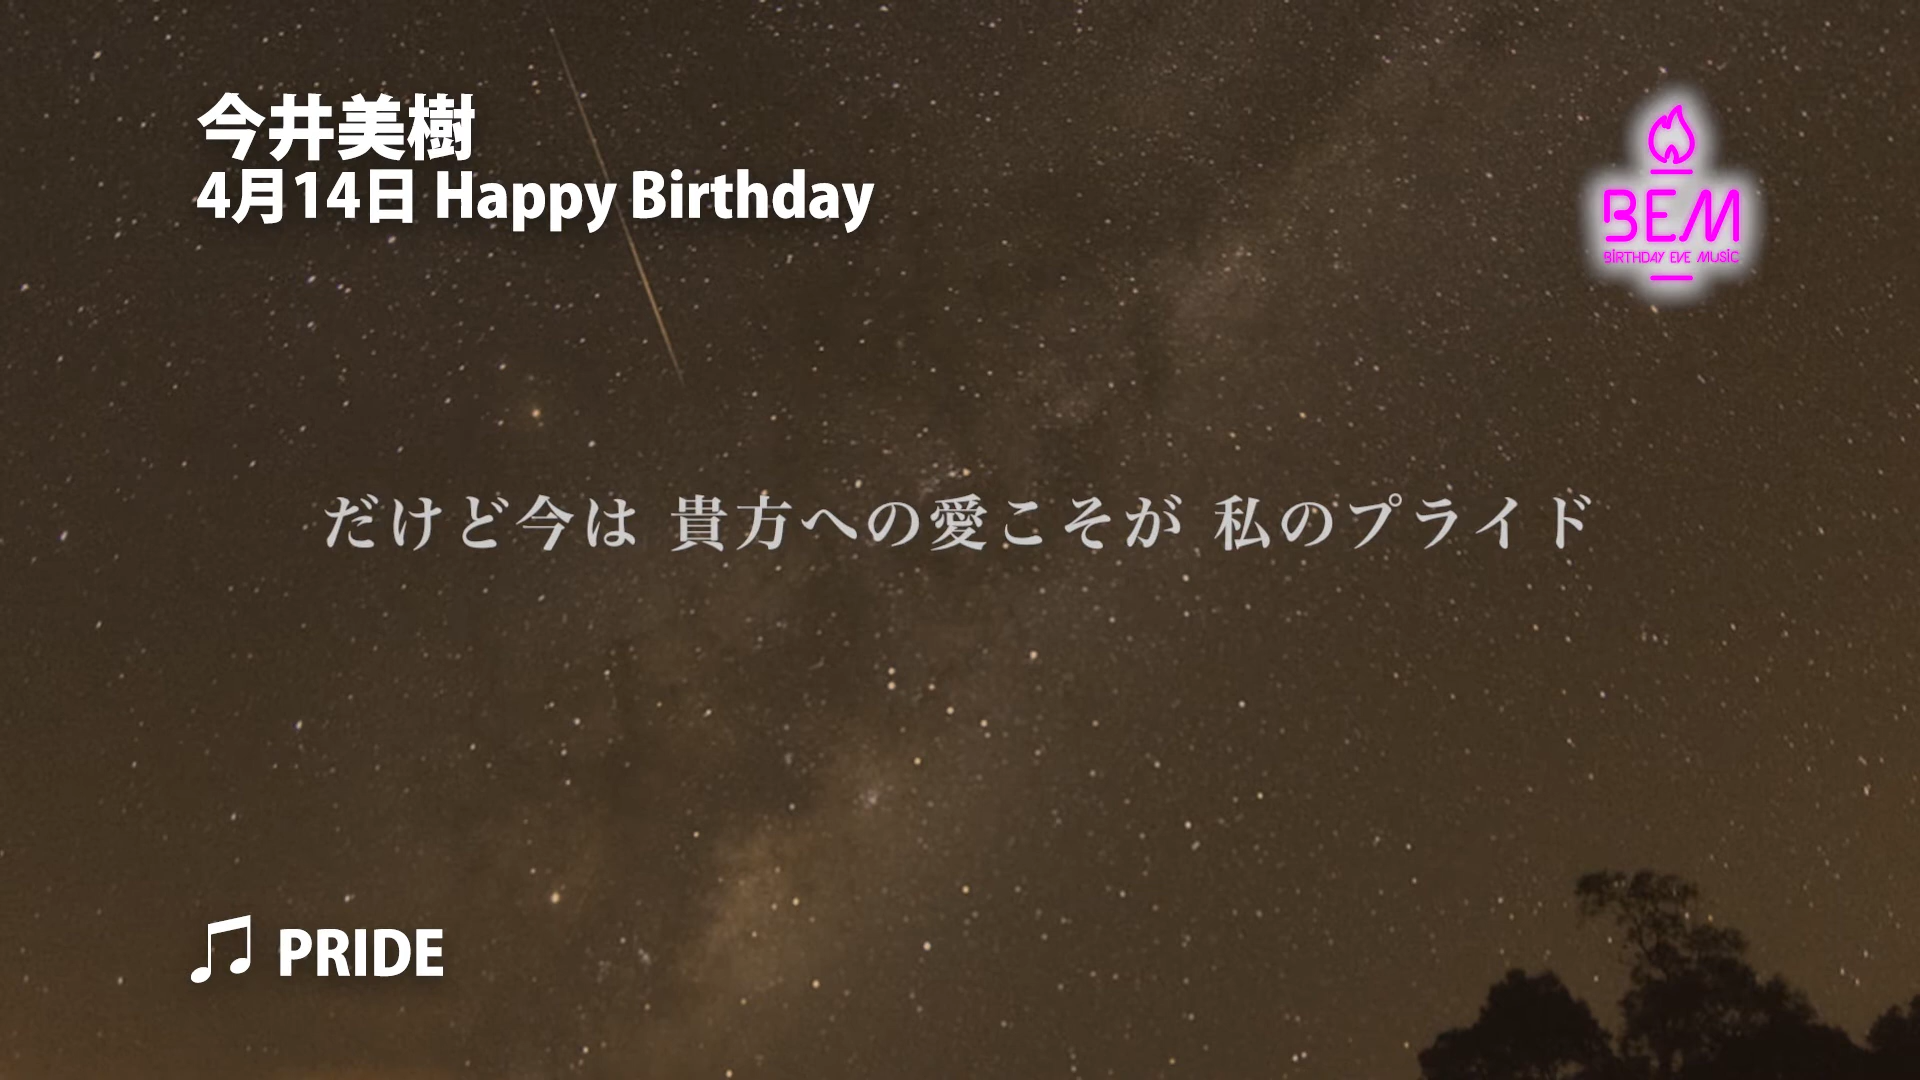 今井美樹
4月14日 Happy Birthday
BEM
BIRTHDAY EVE MUSIC
だけど今は 貴方への愛こそが 私のプライド
PRIDE